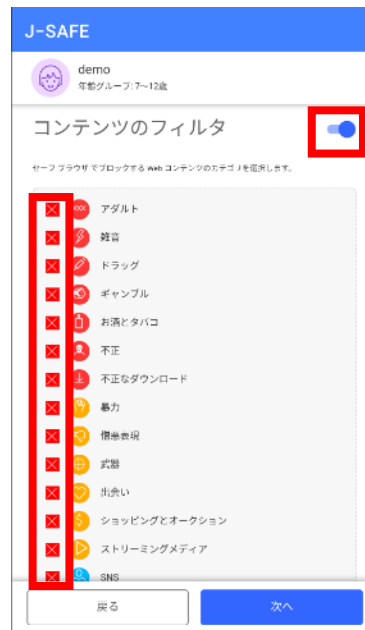 J-SAFE
demo
年齢グループ:7～12歳
コンテンツのフィルタ
セーフ ブラウザ でブロックする Web コンテンツのカテゴリを選択します。
アダルト
雑音
ドラッグ
ギャンブル
お酒とタバコ
不正
不正なダウンロード
暴力
憎悪表現
武器
出会い
ショッピングとオークション
ストリーミングメディア
SNS
戻る
次へ